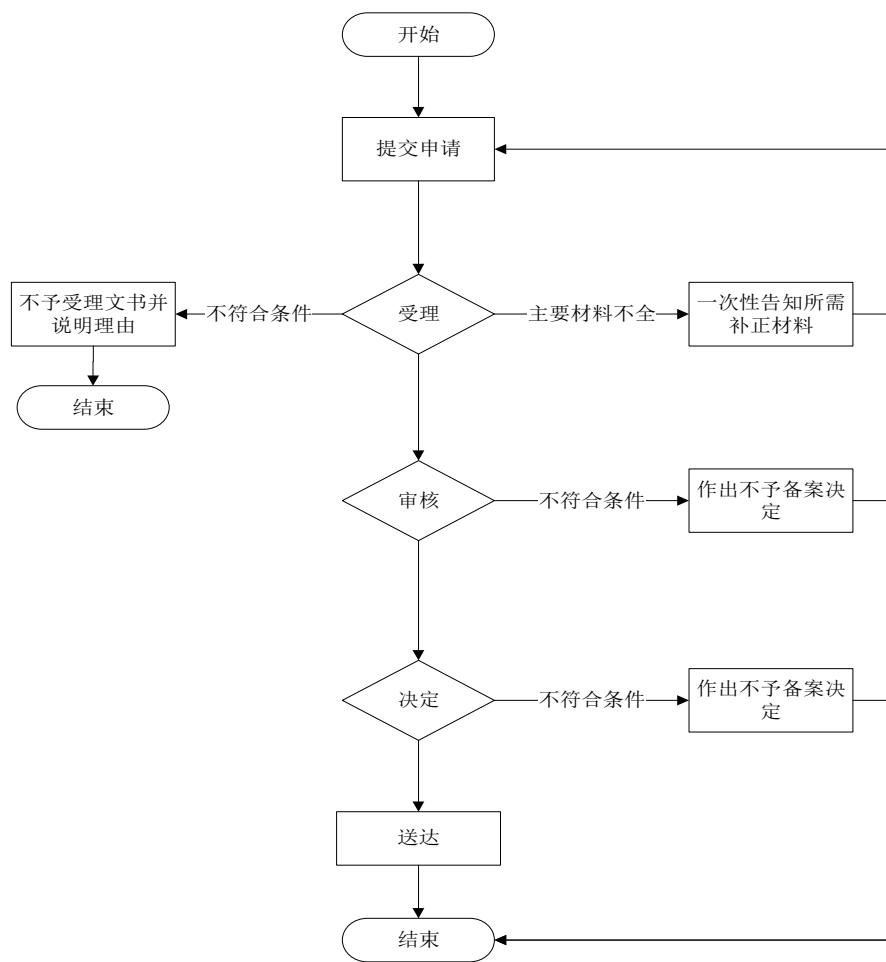 开始
提交申请
不予受理文书并
说明理由
不符合条件
受理
主要材料不全
一次性告知所需
补正材料
结束
审核
不符合条件
作出不予备案决
定
决定
不符合条件
作出不予备案决
定
送达
结束